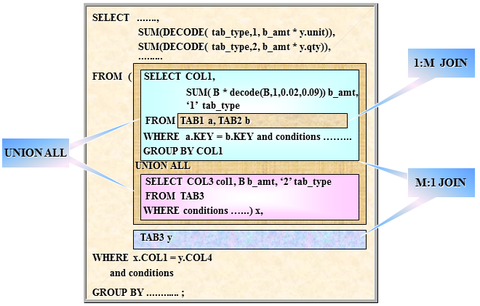 SELECT .......,
SUM(DECODE( tab_type,1, b_amt * y.unit)),
SUM(DECODE( tab_type,2, b_amt * y.qty)),
.........
FROM (
SELECT COL1,
SUM( B * decode(B,1,0.02,0.09)) b_amt,
‘1’ tab_type
FROM TAB1 a, TAB2 b
WHERE a.KEY = b.KEY and conditions ………
GROUP BY COL1
UNION ALL
SELECT COL3 col1, B b_amt, ‘2’ tab_type
FROM TAB3
WHERE conditions ……) x,
TAB3 y
WHERE x.COL1 = y.COL4
and conditions
GROUP BY ……….. ;
UNION ALL
1:M JOIN
M:1 JOIN